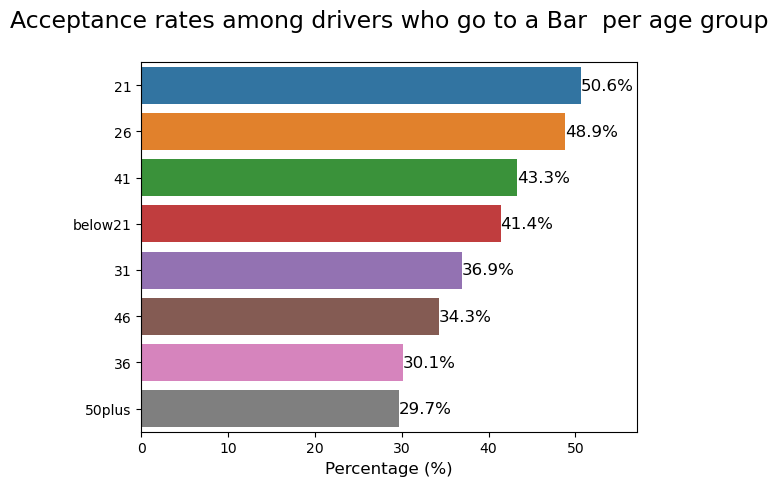 Acceptance rates among drivers who go to a Bar  per age group
21 50.6%
26 48.9%
41 43.3%
below21 41.4%
31 36.9%
46 34.3%
36 30.1%
50plus 29.7%
0 10 20 30 40 50
Percentage (%)